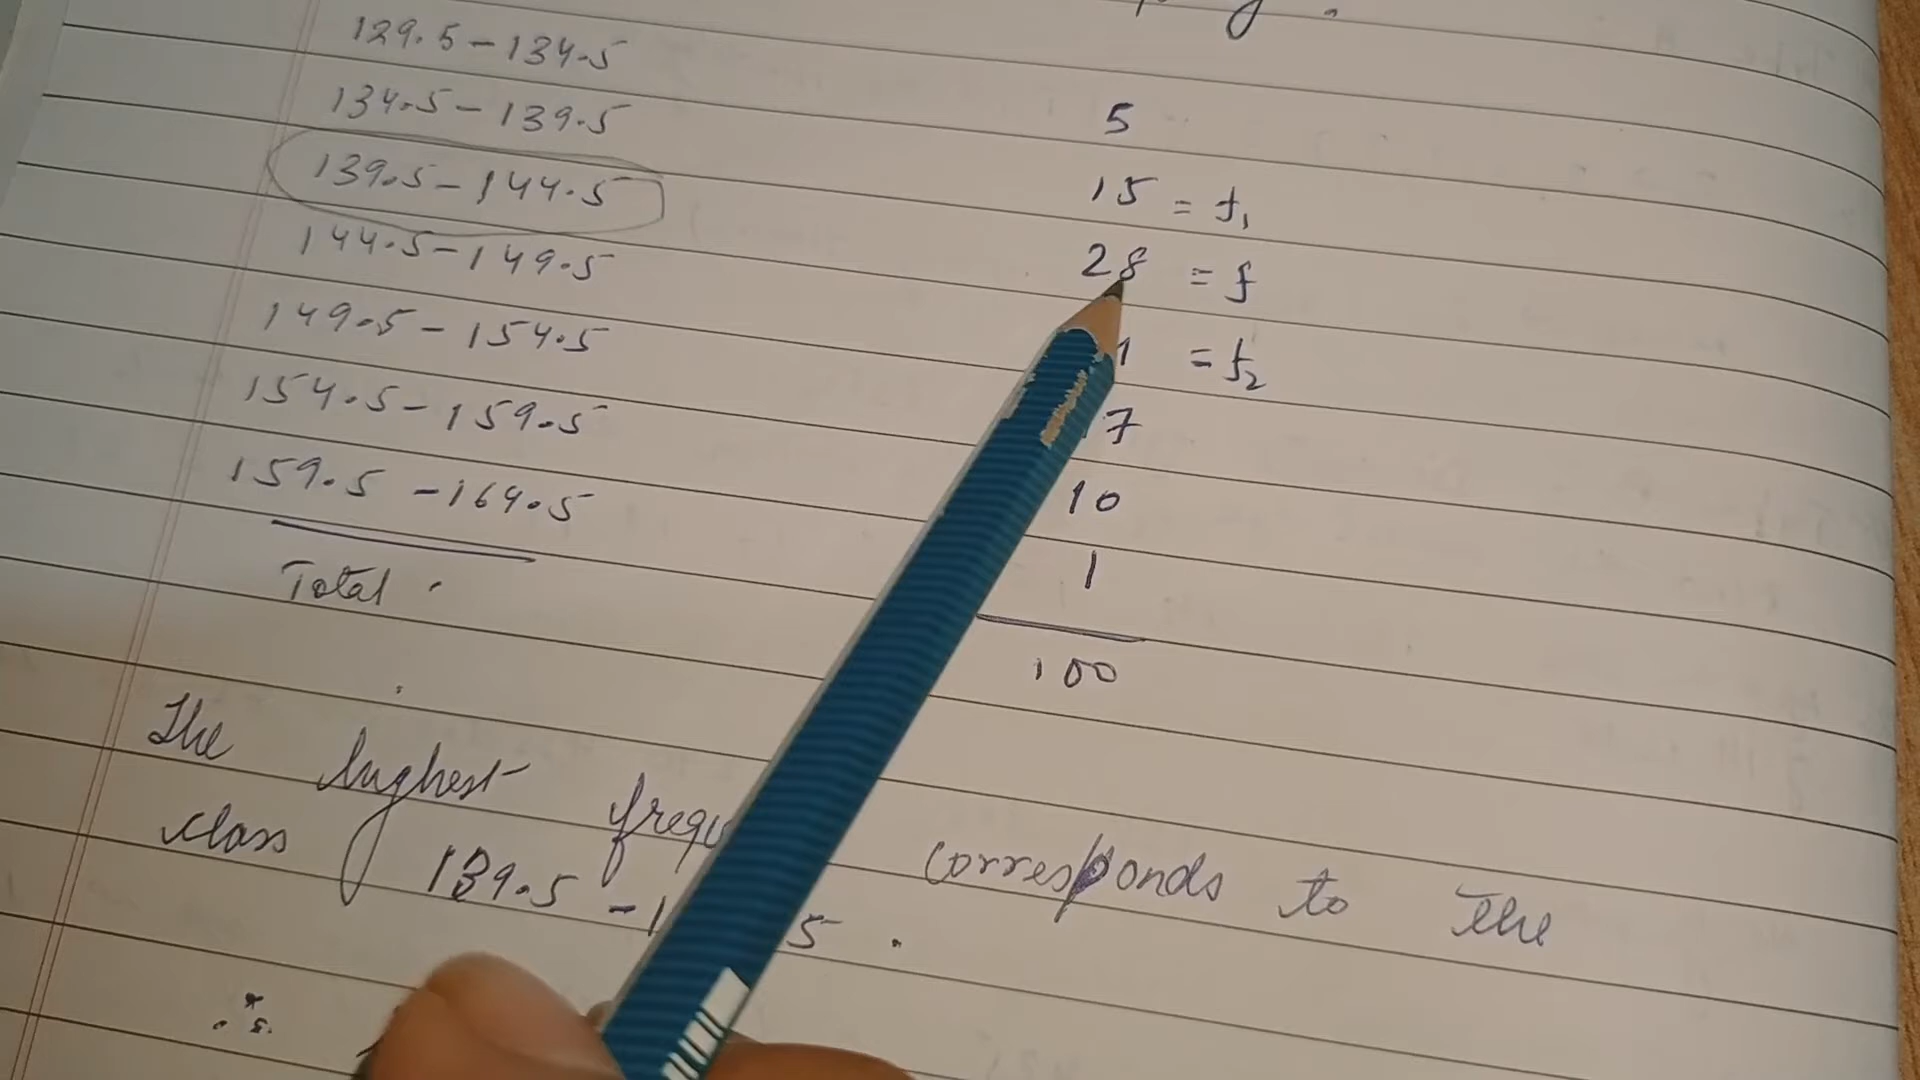 129.5 - 134.5 5
134.5 - 139.5 15 = f₁
139.5 - 144.5 28 = f
144.5 - 149.5 = f₂
149.5 - 154.5
154.5 - 159.5 10
159.5 - 164.5 1
Total 100
The highest corresponds to the
class 139.5 -